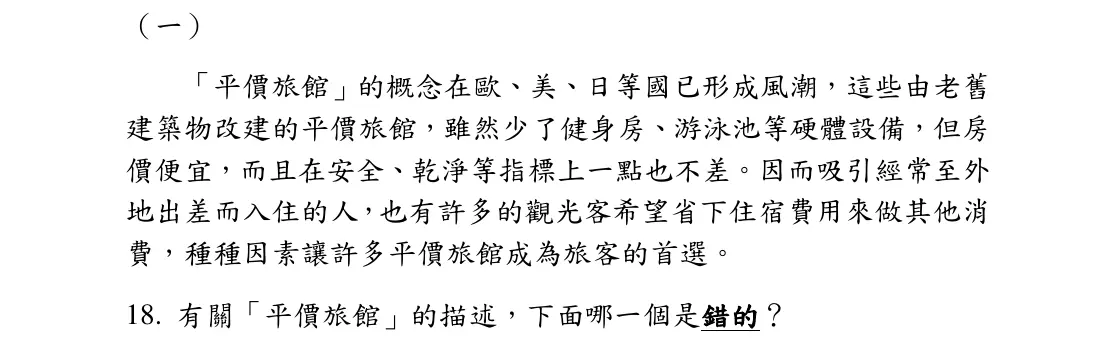 （一）
「平價旅館」的概念在歐、美、日等國已形成風潮，這些由老舊
建築物改建的平價旅館，雖然少了健身房、游泳池等硬體設備，但房
價便宜，而且在安全、乾淨等指標上一點也不差。因而吸引經常至外
地出差而入住的人，也有許多的觀光客希望省下住宿費用來做其他消
費，種種因素讓許多平價旅館成為旅客的首選。
18. 有關「平價旅館」的描述，下面哪一個是錯的？